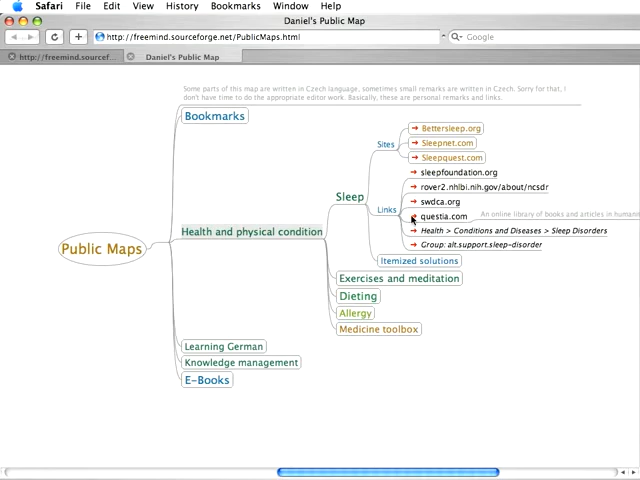 Safari File Edit View History Bookmarks Window Help
Daniel's Public Map
http://freemind.sourceforge.net/PublicMaps.html
Google
http://freemind.sourcef...
Daniel's Public Map
Some parts of this map are written in Czech language, sometimes small remarks are written in Czech. Sorry for that, I
don't have time to do the appropriate editor work. Basically, these are personal remarks and links.
Bookmarks
Public Maps
Health and physical condition
Sleep
Sites
Bettersleep.org
Sleepnet.com
Sleepquest.com
Links
sleepfoundation.org
rover2.nhlbi.nih.gov/about/ncsdr
swdca.org
questia.com
An online library of books and articles in human
Health > Conditions and Diseases > Sleep Disorders
Group: alt.support.sleep-disorder
Itemized solutions
Exercises and meditation
Dieting
Allergy
Medicine toolbox
Learning German
Knowledge management
E-Books